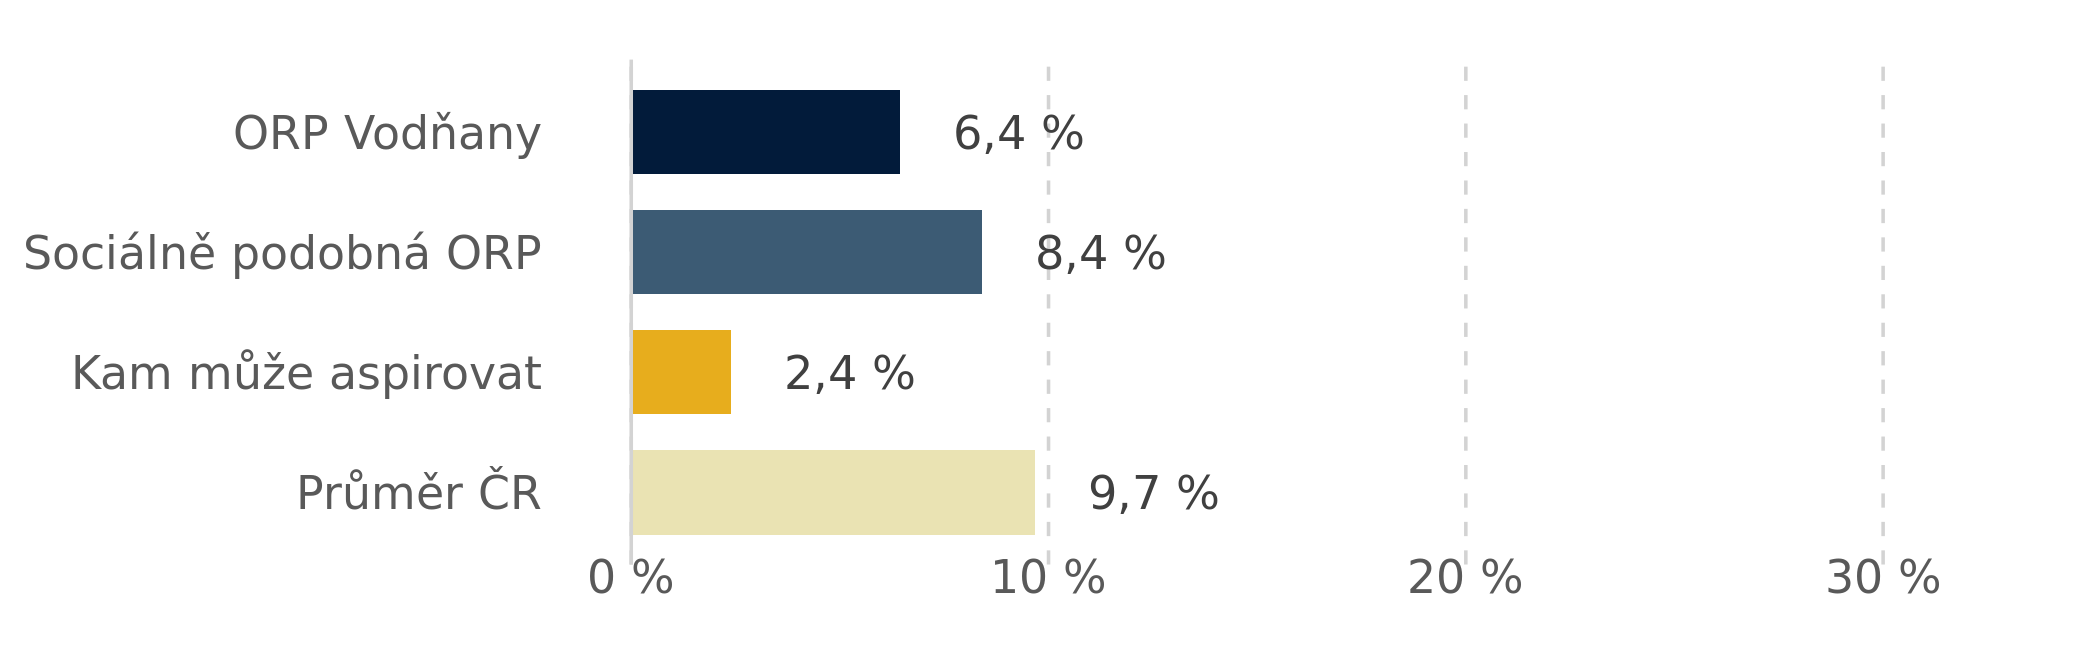 ORP Vodňany 6,4 %
Sociálně podobná ORP 8,4 %
Kam může aspirovat 2,4 %
Průměr ČR 9,7 %
0 % 10 % 20 % 30 %